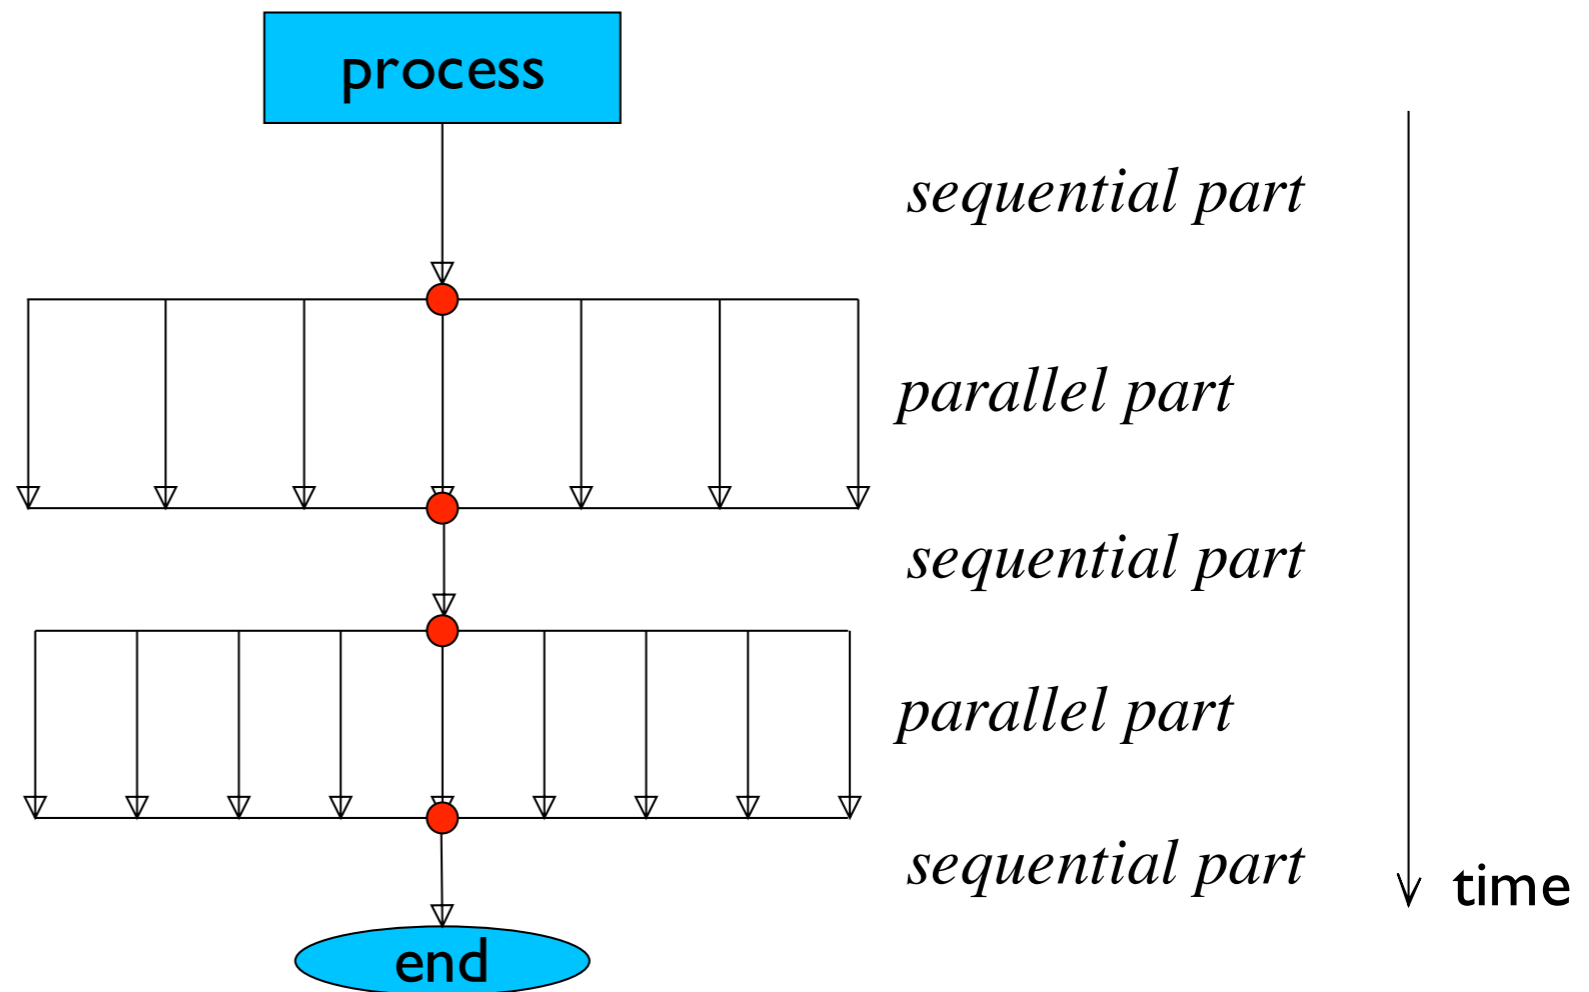 process
sequential part
parallel part
sequential part
parallel part
sequential part
time
end